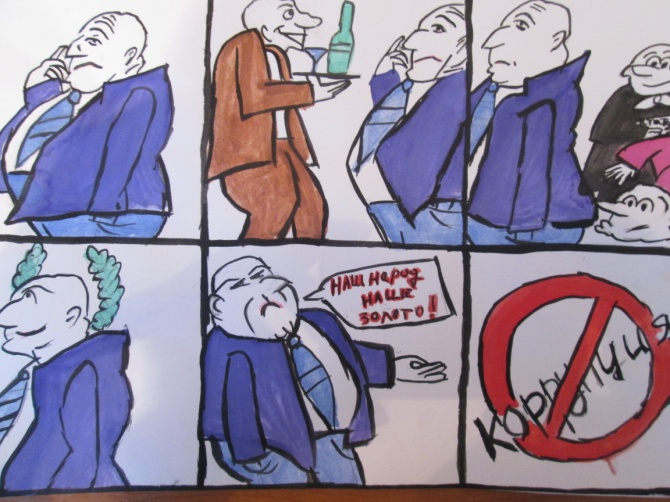 наш народ
наше
золото!
коррупция